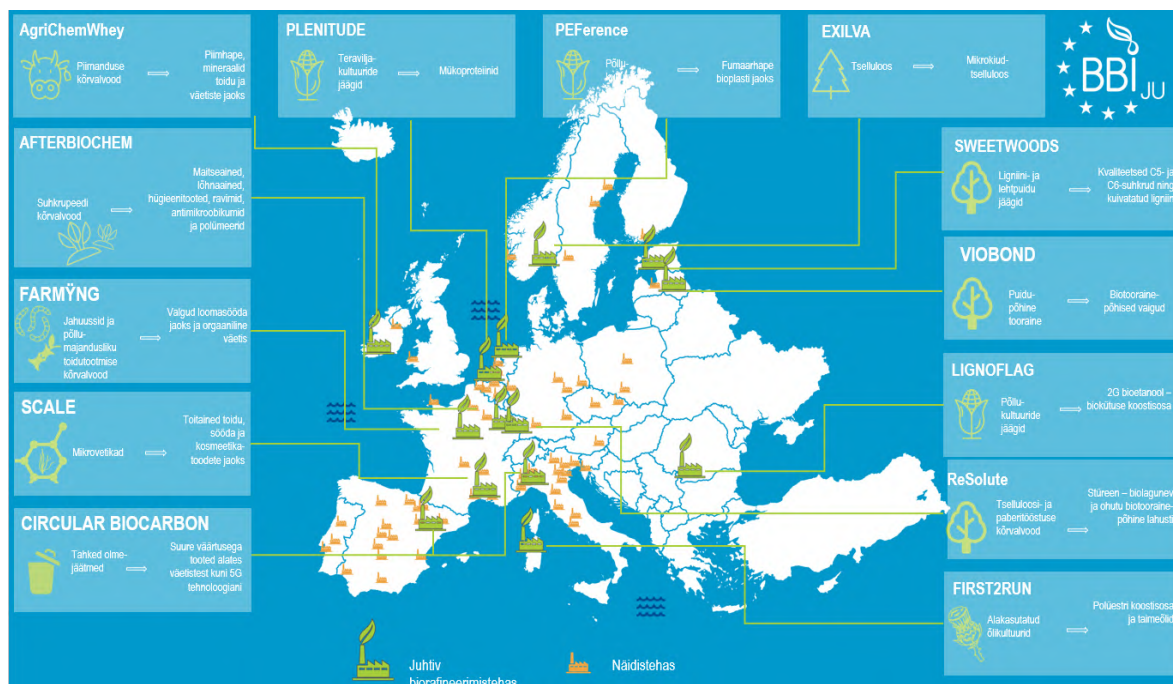 AgriChemWhey
Piimanduse
kõrvalvood
Piimhape,
mineraalid
toidu ja
väetiste jaoks
PLENITUDE
Teravilja-
kultuuride
jäägid
Mükoproteiinid
PEFerence
Põllu-
Fumaarhape
bioplasti jaoks
EXILVA
Tselluloos
Mikrokiud-
tselluloos
BBI JU
AFTERBIOCHEM
Suhkrupeedi
kõrvalvood
Maitseained,
lõhnaained,
hügieenitooted, ravimid,
antimikroobikumid
ja polümeerid
SWEETWOODS
Ligniini- ja
lehtpuidu
jäägid
Kvaliteetsed C5- ja
C6-suhkrud ning
kuivatatud ligniin
FARMŸNG
Jahuussid ja
põllu-
majandusliku
toidutootmise
kõrvalvood
Valgud loomasööda
jaoks ja orgaaniline
väetis
VIOBOND
Puidu-
põhine
tooraine
Biotooraine-
põhised vaigud
SCALE
Mikrovetikad
Toitained toidu,
sööda ja
kosmeetika-
toodete jaoks
LIGNOFLAG
Põllu-
kultuuride
jäägid
2G bioetanool –
biokütuse koostisosa
CIRCULAR BIOCARBON
Tahked olme-
jäätmed
Suure väärtusega
tooted alates
väetistest kuni 5G
tehnoloogiani
ReSolute
Tselluloosi- ja
paberitööstuse
kõrvalvood
Stüreen – biolagunev
ja ohutu biotooraine-
põhine lahusti
FIRST2RUN
Alakasutatud
õlikultuurid
Polüestri koostisosa
ja taimeõlid
Juhtiv
biorafineerimistehas
Näidistehas